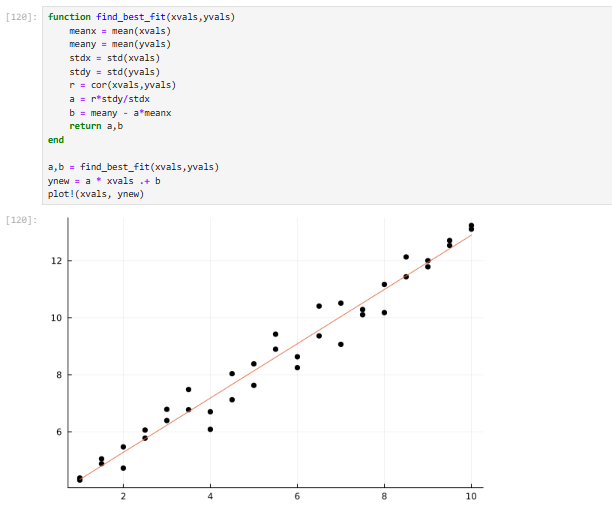 [120]:
function find_best_fit(xvals,yvals)
    meanx = mean(xvals)
    meany = mean(yvals)
    stdx = std(xvals)
    stdy = std(yvals)
    r = cor(xvals,yvals)
    a = r*stdy/stdx
    b = meany - a*meanx
    return a,b
end
a,b = find_best_fit(xvals,yvals)
ynew = a * xvals .+ b
plot!(xvals, ynew)
[120]:
12
10
8
6
2 4 6 8 10